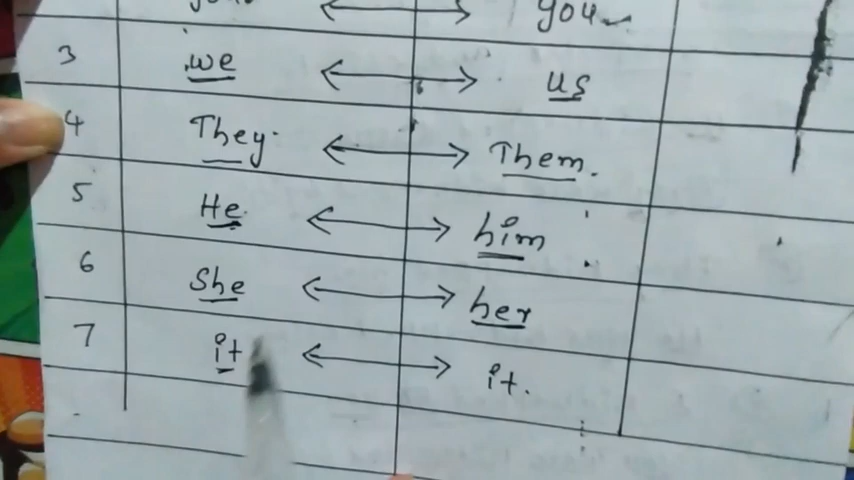 you
3 we us
4 They Them.
5 He him
6 She her
7 it it.